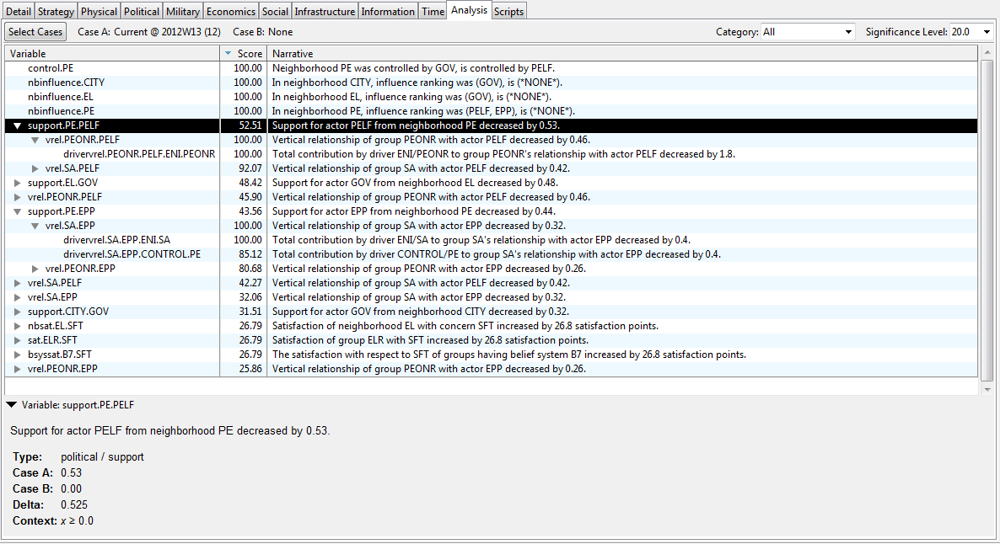 Detail Strategy Physical Political Military Economics Social Infrastructure Information Time Analysis Scripts
Select Cases Case A: Current @ 2012W13 (12) Case B: None Category: All Significance Level: 20.0
Variable Score Narrative
control.PE 100.00 Neighborhood PE was controlled by GOV, is controlled by PELF.
nbinfluence.CITY 100.00 In neighborhood CITY, influence ranking was (GOV), is (*NONE*).
nbinfluence.EL 100.00 In neighborhood EL, influence ranking was (GOV), is (*NONE*).
nbinfluence.PE 100.00 In neighborhood PE, influence ranking was (PELF, EPP), is (*NONE*).
support.PE.PELF 52.51 Support for actor PELF from neighborhood PE decreased by 0.53.
vrel.PEONR.PELF 100.00 Vertical relationship of group PEONR with actor PELF decreased by 0.46.
drivervrel.PEONR.PELF.ENI.PEONR 100.00 Total contribution by driver ENI/PEONR to group PEONR's relationship with actor PELF decreased by 1.8.
vrel.SA.PELF 92.07 Vertical relationship of group SA with actor PELF decreased by 0.42.
support.EL.GOV 48.42 Support for actor GOV from neighborhood EL decreased by 0.48.
vrel.PEONR.PELF 45.90 Vertical relationship of group PEONR with actor PELF decreased by 0.46.
support.PE.EPP 43.56 Support for actor EPP from neighborhood PE decreased by 0.44.
vrel.SA.EPP 100.00 Vertical relationship of group SA with actor EPP decreased by 0.32.
drivervrel.SA.EPP.ENI.SA 100.00 Total contribution by driver ENI/SA to group SA's relationship with actor EPP decreased by 0.4.
drivervrel.SA.EPP.CONTROL.PE 85.12 Total contribution by driver CONTROL/PE to group SA's relationship with actor EPP decreased by 0.4.
vrel.PEONR.EPP 80.68 Vertical relationship of group PEONR with actor EPP decreased by 0.26.
vrel.SA.PELF 42.27 Vertical relationship of group SA with actor PELF decreased by 0.42.
vrel.SA.EPP 32.06 Vertical relationship of group SA with actor EPP decreased by 0.32.
support.CITY.GOV 31.51 Support for actor GOV from neighborhood CITY decreased by 0.32.
nbsat.EL.SFT 26.79 Satisfaction of neighborhood EL with concern SFT increased by 26.8 satisfaction points.
sat.ELR.SFT 26.79 Satisfaction of group ELR with SFT increased by 26.8 satisfaction points.
bsyssat.B7.SFT 26.79 The satisfaction with respect to SFT of groups having belief system B7 increased by 26.8 satisfaction points.
vrel.PEONR.EPP 25.86 Vertical relationship of group PEONR with actor EPP decreased by 0.26.
Variable: support.PE.PELF
Support for actor PELF from neighborhood PE decreased by 0.53.
Type: political / support
Case A: 0.53
Case B: 0.00
Delta: 0.525
Context: x ≥ 0.0